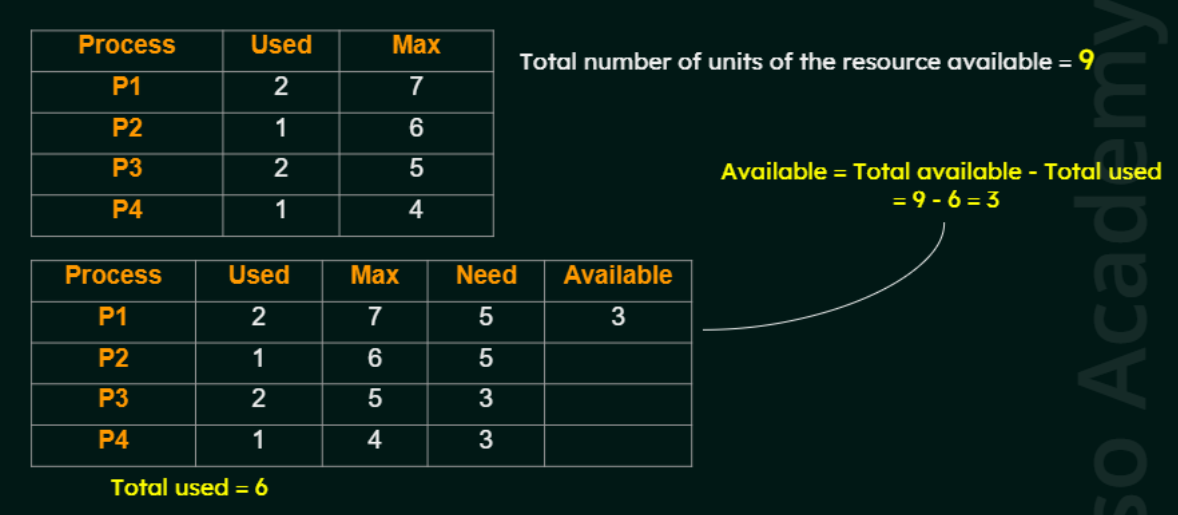 Process Used Max
P1 2 7
P2 1 6
P3 2 5
P4 1 4
Total number of units of the resource available = 9
Available = Total available - Total used
= 9 - 6 = 3
Process Used Max Need Available
P1 2 7 5 3
P2 1 6 5
P3 2 5 3
P4 1 4 3
Total used = 6
so Academy